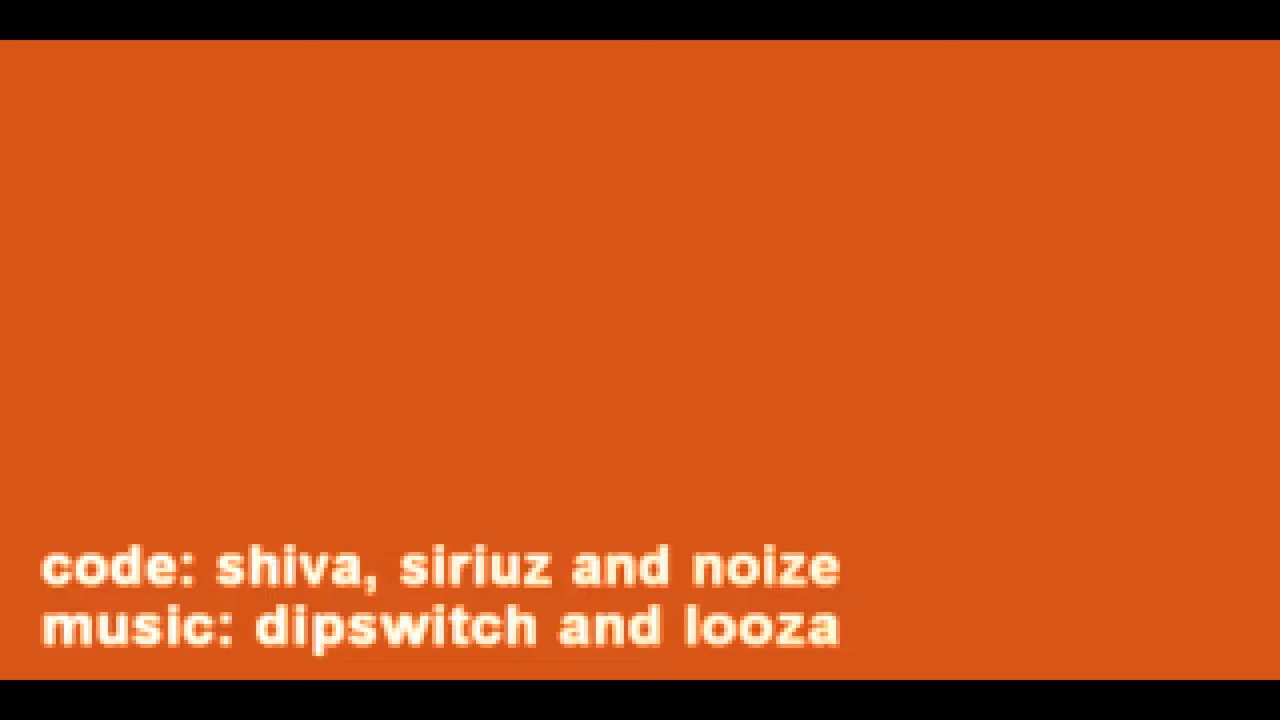 code: shiva, siriuz and noize
music: dipswitch and looza